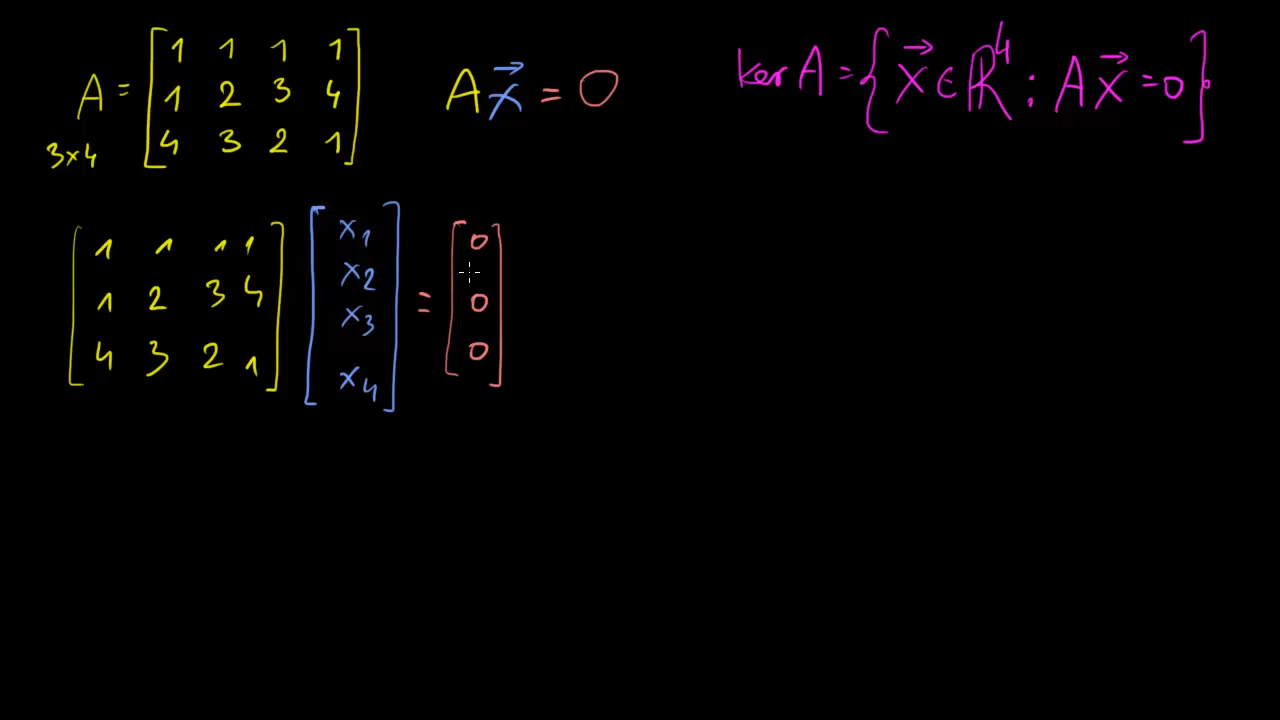 A = [ 1 1 1 1
1 2 3 4
4 3 2 1 ]
3×4
A x⃗ = 0
ker A = { x⃗ ∈ ℝ⁴ : A x⃗ = 0 }
[ 1 1 1 1
1 2 3 4
4 3 2 1 ]
[ x₁
x₂
x₃
x₄ ]
=
[ 0
0
0 ]